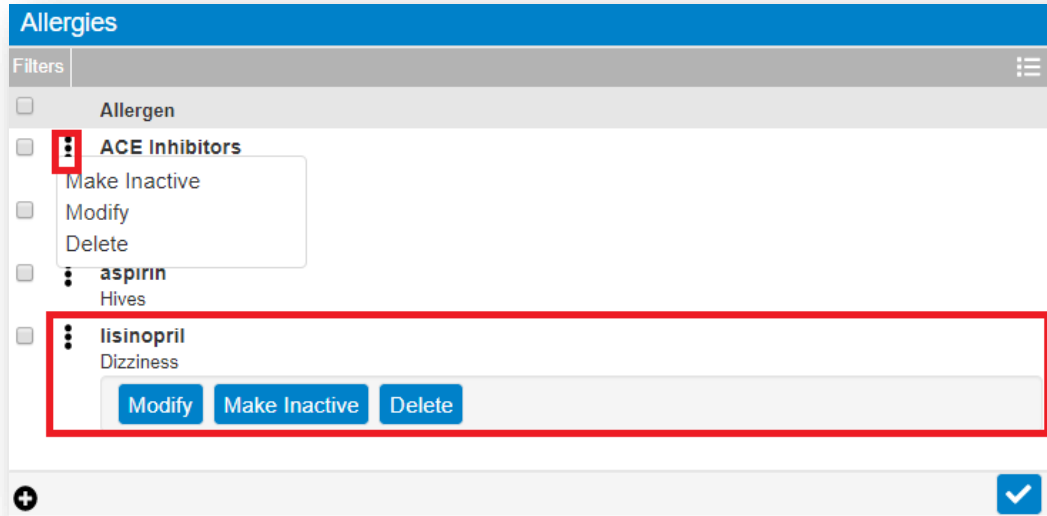 Allergies
Filters
Allergen
ACE Inhibitors
Make Inactive
Modify
Delete
aspirin
Hives
lisinopril
Dizziness
Modify Make Inactive Delete